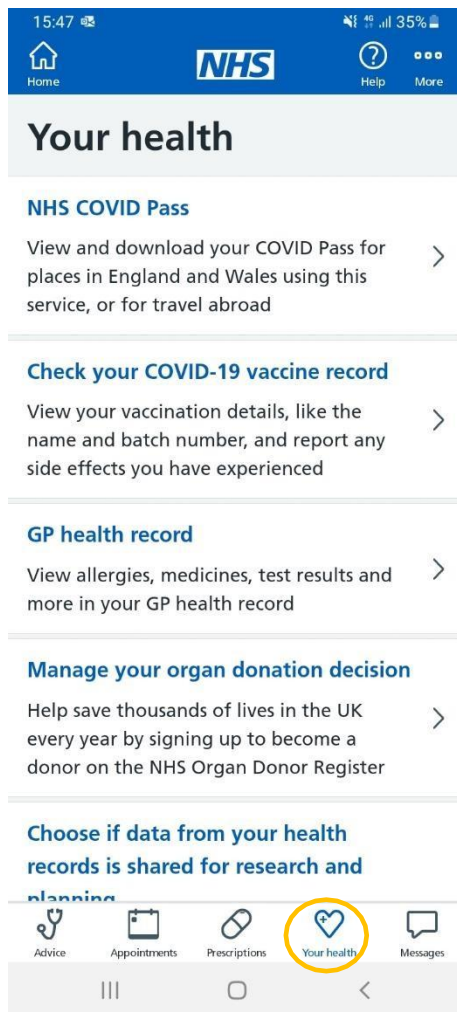 15:47 4G 35%
NHS
Home Help More
Your health
NHS COVID Pass
View and download your COVID Pass for
places in England and Wales using this
service, or for travel abroad
Check your COVID-19 vaccine record
View your vaccination details, like the
name and batch number, and report any
side effects you have experienced
GP health record
View allergies, medicines, test results and
more in your GP health record
Manage your organ donation decision
Help save thousands of lives in the UK
every year by signing up to become a
donor on the NHS Organ Donor Register
Choose if data from your health
records is shared for research and
planning
Advice Appointments Prescriptions Your health Messages